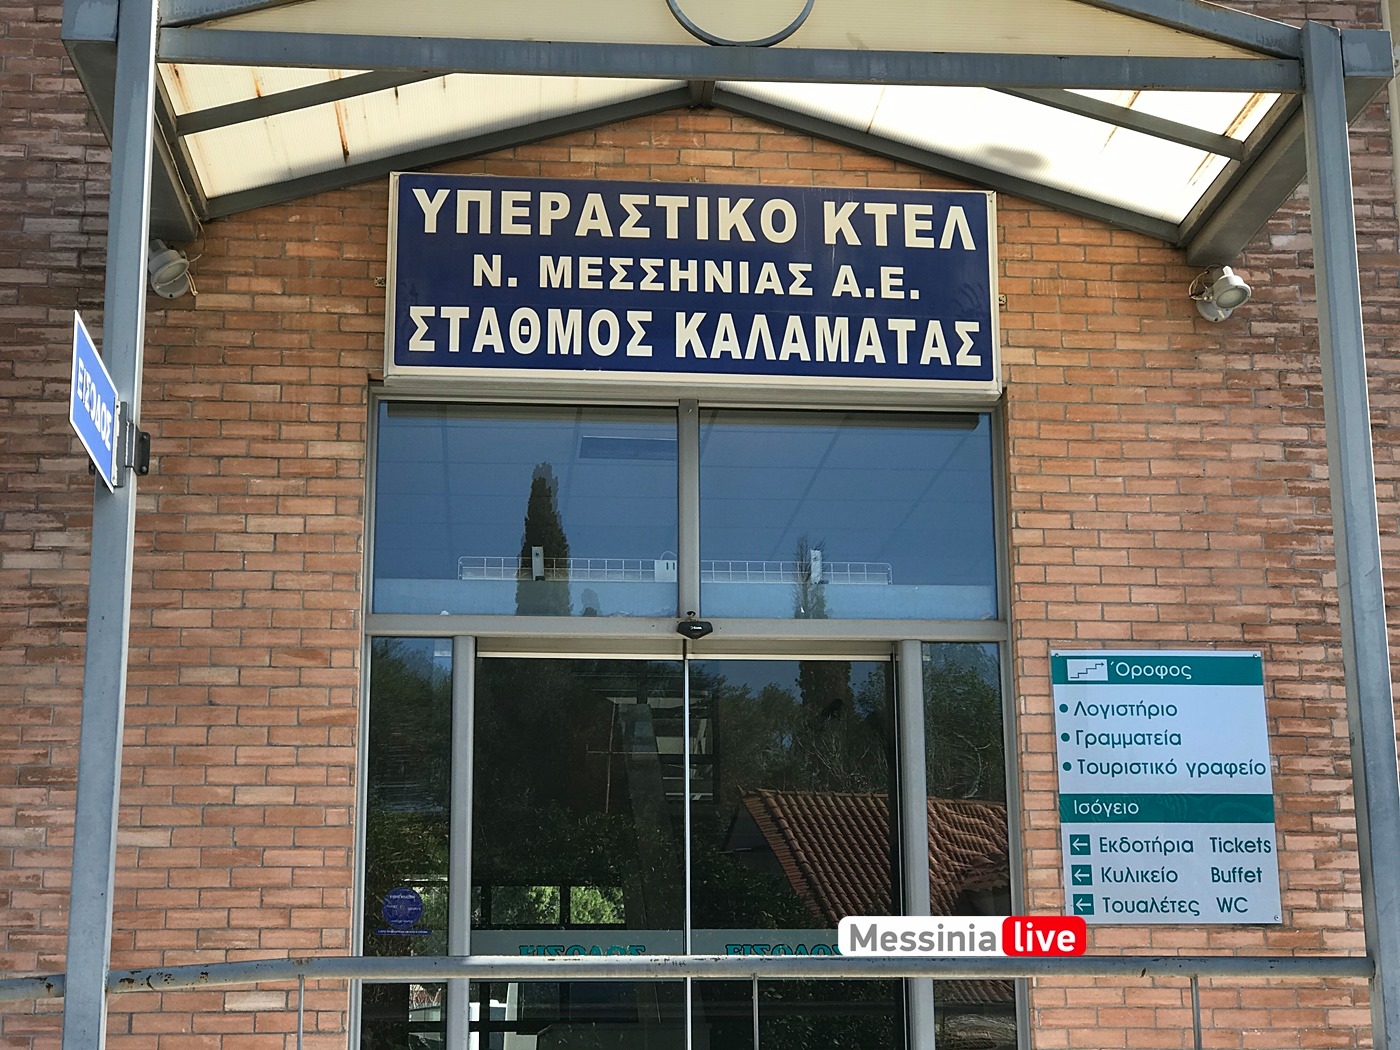 ΥΠΕΡΑΣΤΙΚΟ ΚΤΕΛ
Ν. ΜΕΣΣΗΝΙΑΣ Α.Ε.
ΣΤΑΘΜΟΣ ΚΑΛΑΜΑΤΑΣ
ΕΙΣΟΔΟΣ
Όροφος
• Λογιστήριο
• Γραμματεία
• Τουριστικό γραφείο
Ισόγειο
← Εκδοτήρια Tickets
← Κυλικείο Buffet
← Τουαλέτες WC
ΕΙΣΟΔΟΣ ΕΙΣΟΔΟΣ
Messinia live